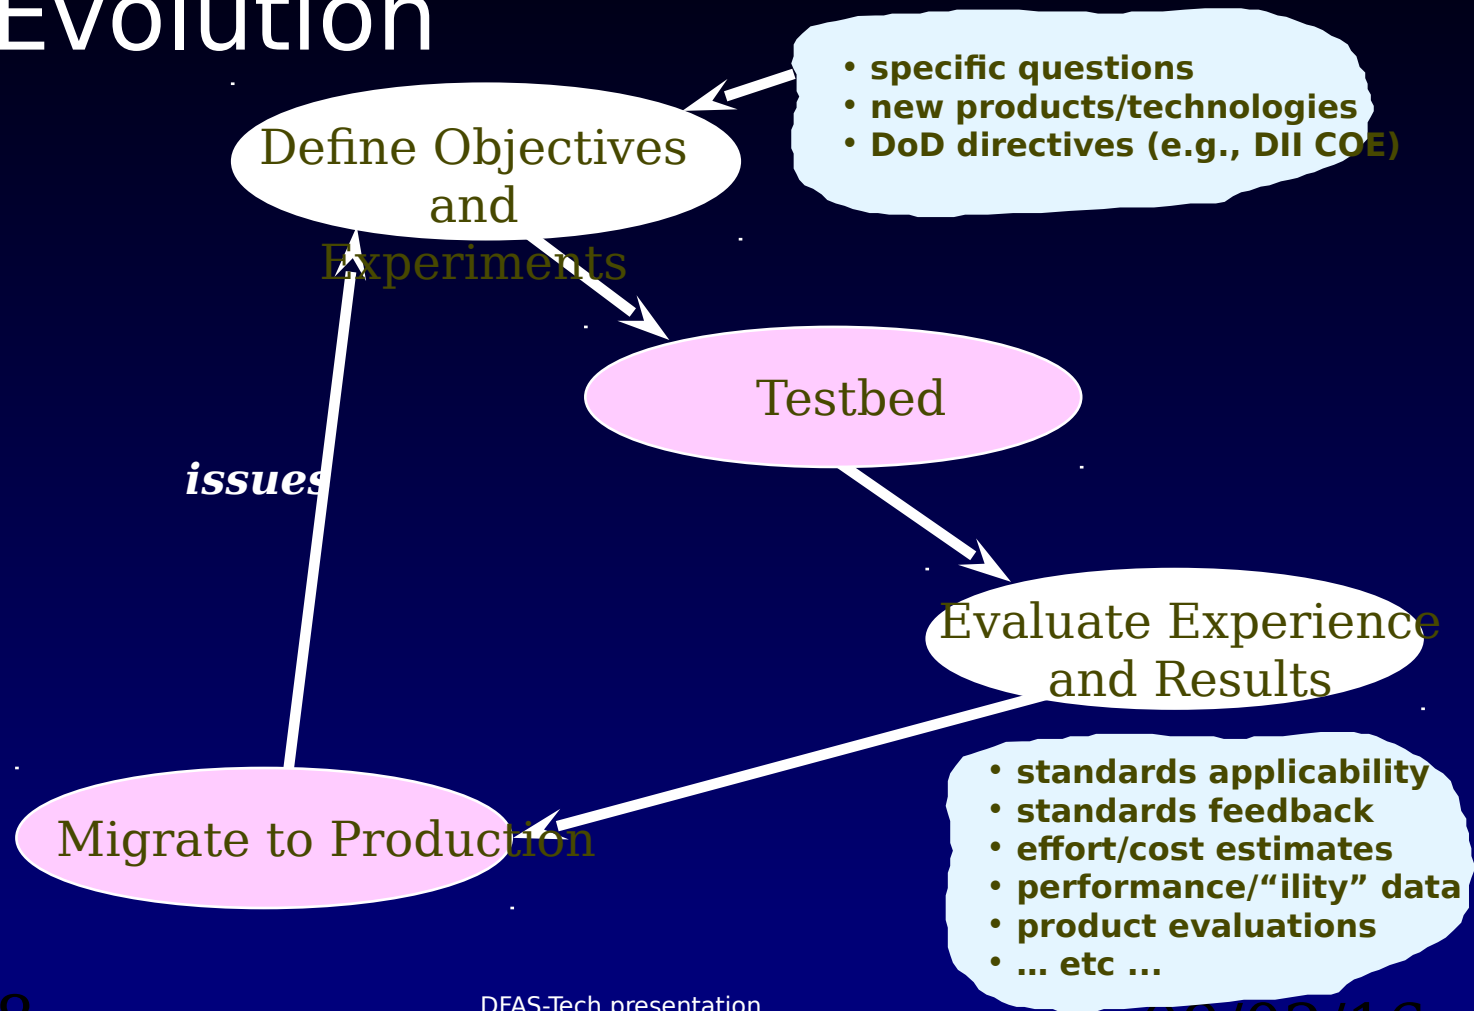 Evolution
• specific questions
• new products/technologies
• DoD directives (e.g., DII COE)
Define Objectives
and
Experiments
Testbed
issues
Evaluate Experience
and Results
Migrate to Production
• standards applicability
• standards feedback
• effort/cost estimates
• performance/“ility” data
• product evaluations
• … etc ...
DFAS-Tech presentation